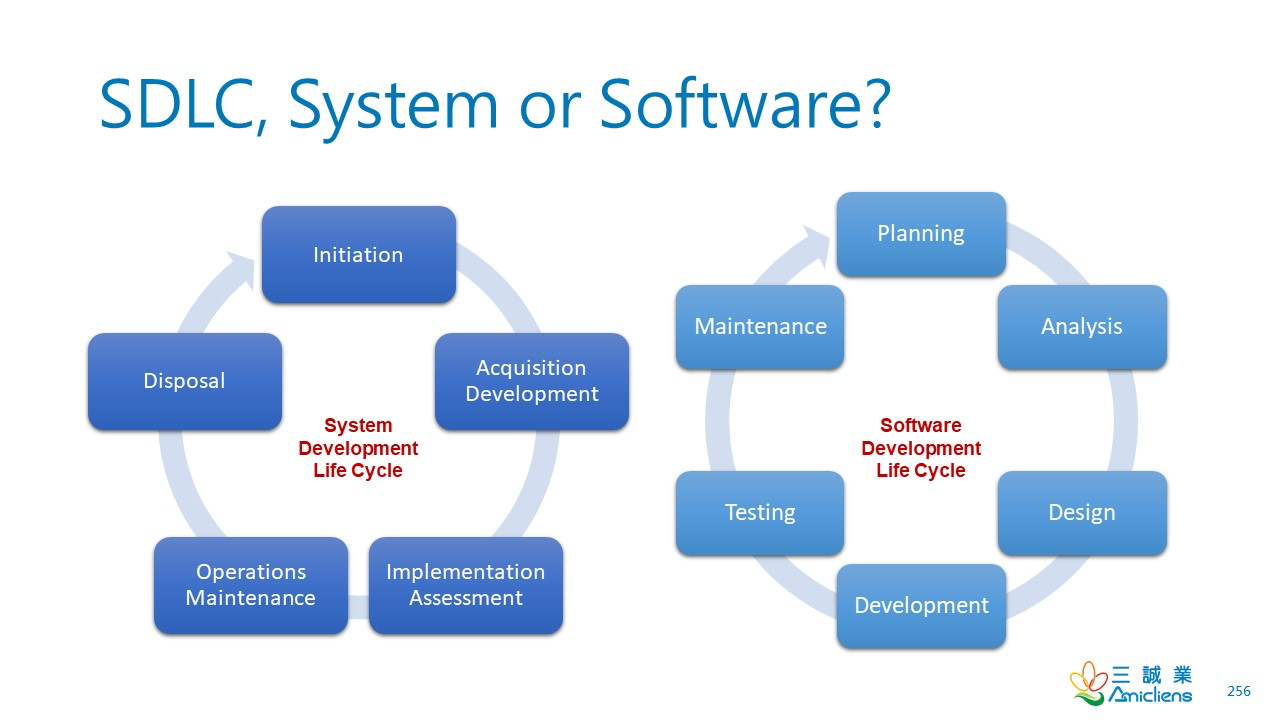 SDLC, System or Software?
Initiation
Acquisition
Development
Implementation
Assessment
Operations
Maintenance
Disposal
System
Development
Life Cycle
Planning
Analysis
Design
Development
Testing
Maintenance
Software
Development
Life Cycle
三誠業
Amicliens
256